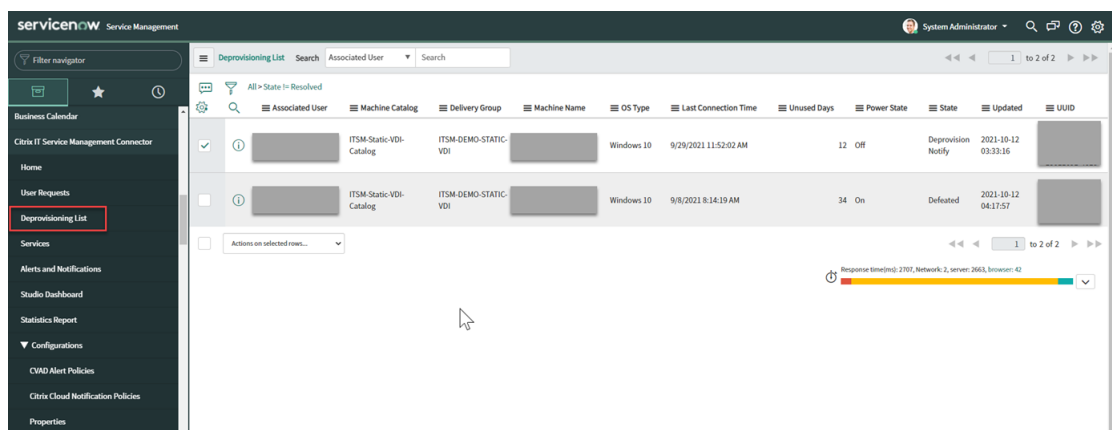 servicenow Service Management
System Administrator
Filter navigator
Business Calendar
Citrix IT Service Management Connector
Home
User Requests
Deprovisioning List
Services
Alerts and Notifications
Studio Dashboard
Statistics Report
Configurations
CVAD Alert Policies
Citrix Cloud Notification Policies
Properties
Deprovisioning List Search Associated User Search 1 to 2 of 2
All > State != Resolved
Associated User Machine Catalog Delivery Group Machine Name OS Type Last Connection Time Unused Days Power State State Updated UUID
ITSM-Static-VDI- ITSM-DEMO-STATIC- Windows 10 9/29/2021 11:52:02 AM 12 Off Deprovision 2021-10-12
Catalog VDI Notify 03:33:16
ITSM-Static-VDI- ITSM-DEMO-STATIC- Windows 10 9/8/2021 8:14:19 AM 34 On Defeated 2021-10-12
Catalog VDI 04:17:57
Actions on selected rows... 1 to 2 of 2
Response time(ms): 2707, Network: 2, server: 2663, browser: 42